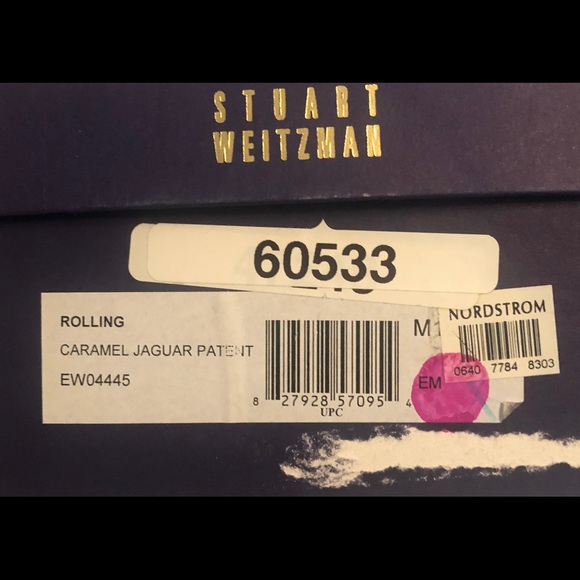 STUART
WEITZMAN
60533
ROLLING
CARAMEL JAGUAR PATENT
EW04445
8 27928 57095 4
UPC
EM
NORDSTROM
0640 7784 8303